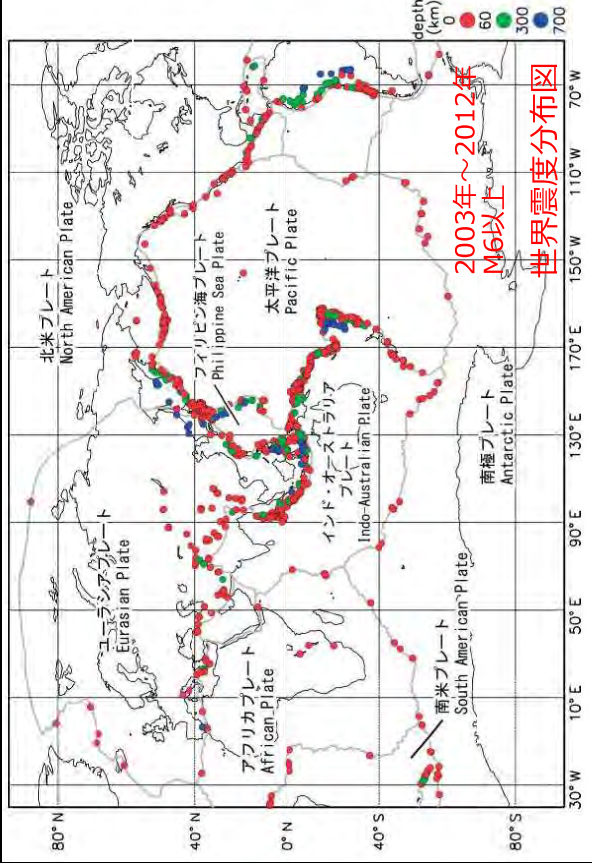 depth
(km)
0
60
300
700
北米プレート
North American Plate
ユーラシアプレート
Eurasian Plate
フィリピン海プレート
Philippine Sea Plate
太平洋プレート
Pacific Plate
アフリカプレート
African Plate
インド・オーストラリア
プレート
Indo-Australian Plate
南米プレート
South American Plate
南極プレート
Antarctic Plate
2003年～2012年
M6以上
世界震度分布図
80°N
40°N
0°N
40°S
80°S
30°W
10°E
50°E
90°E
130°E
170°E
150°W
110°W
70°W